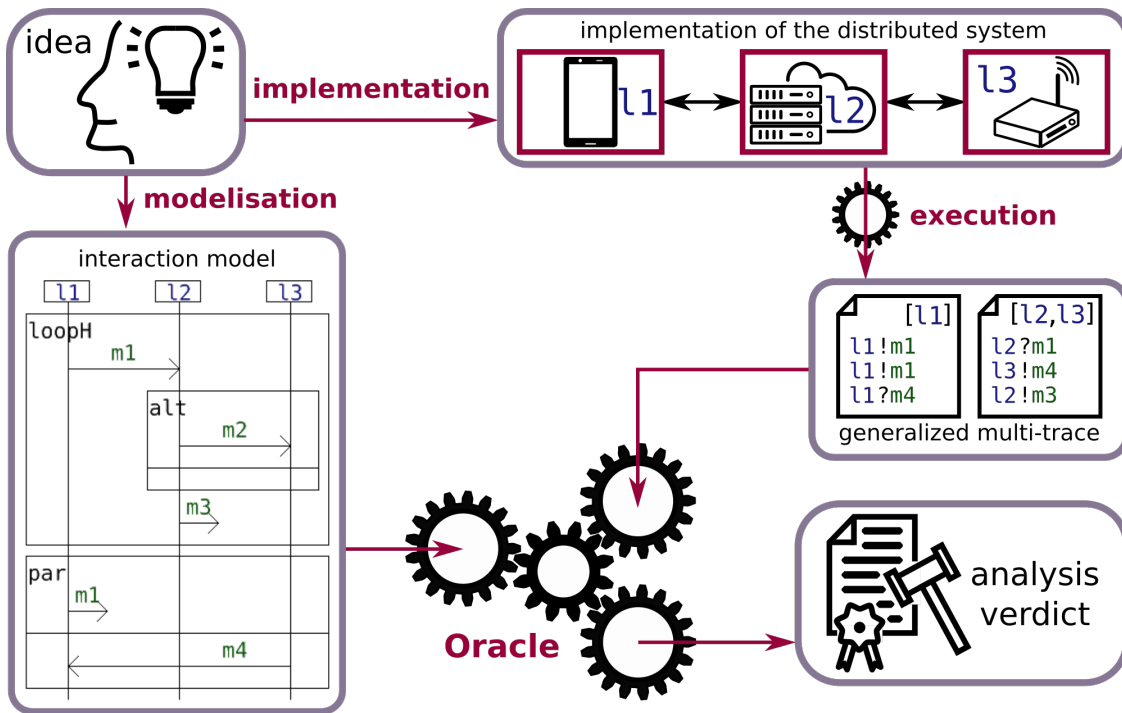 idea
implementation
implementation of the distributed system
l1
l2
l3
modelisation
execution
interaction model
l1 l2 l3
loopH
m1
alt
m2
m3
par
m1
m4
[l1]
l1!m1
l1!m1
l1?m4
[l2,l3]
l2?m1
l3!m4
l2!m3
generalized multi-trace
Oracle
analysis
verdict